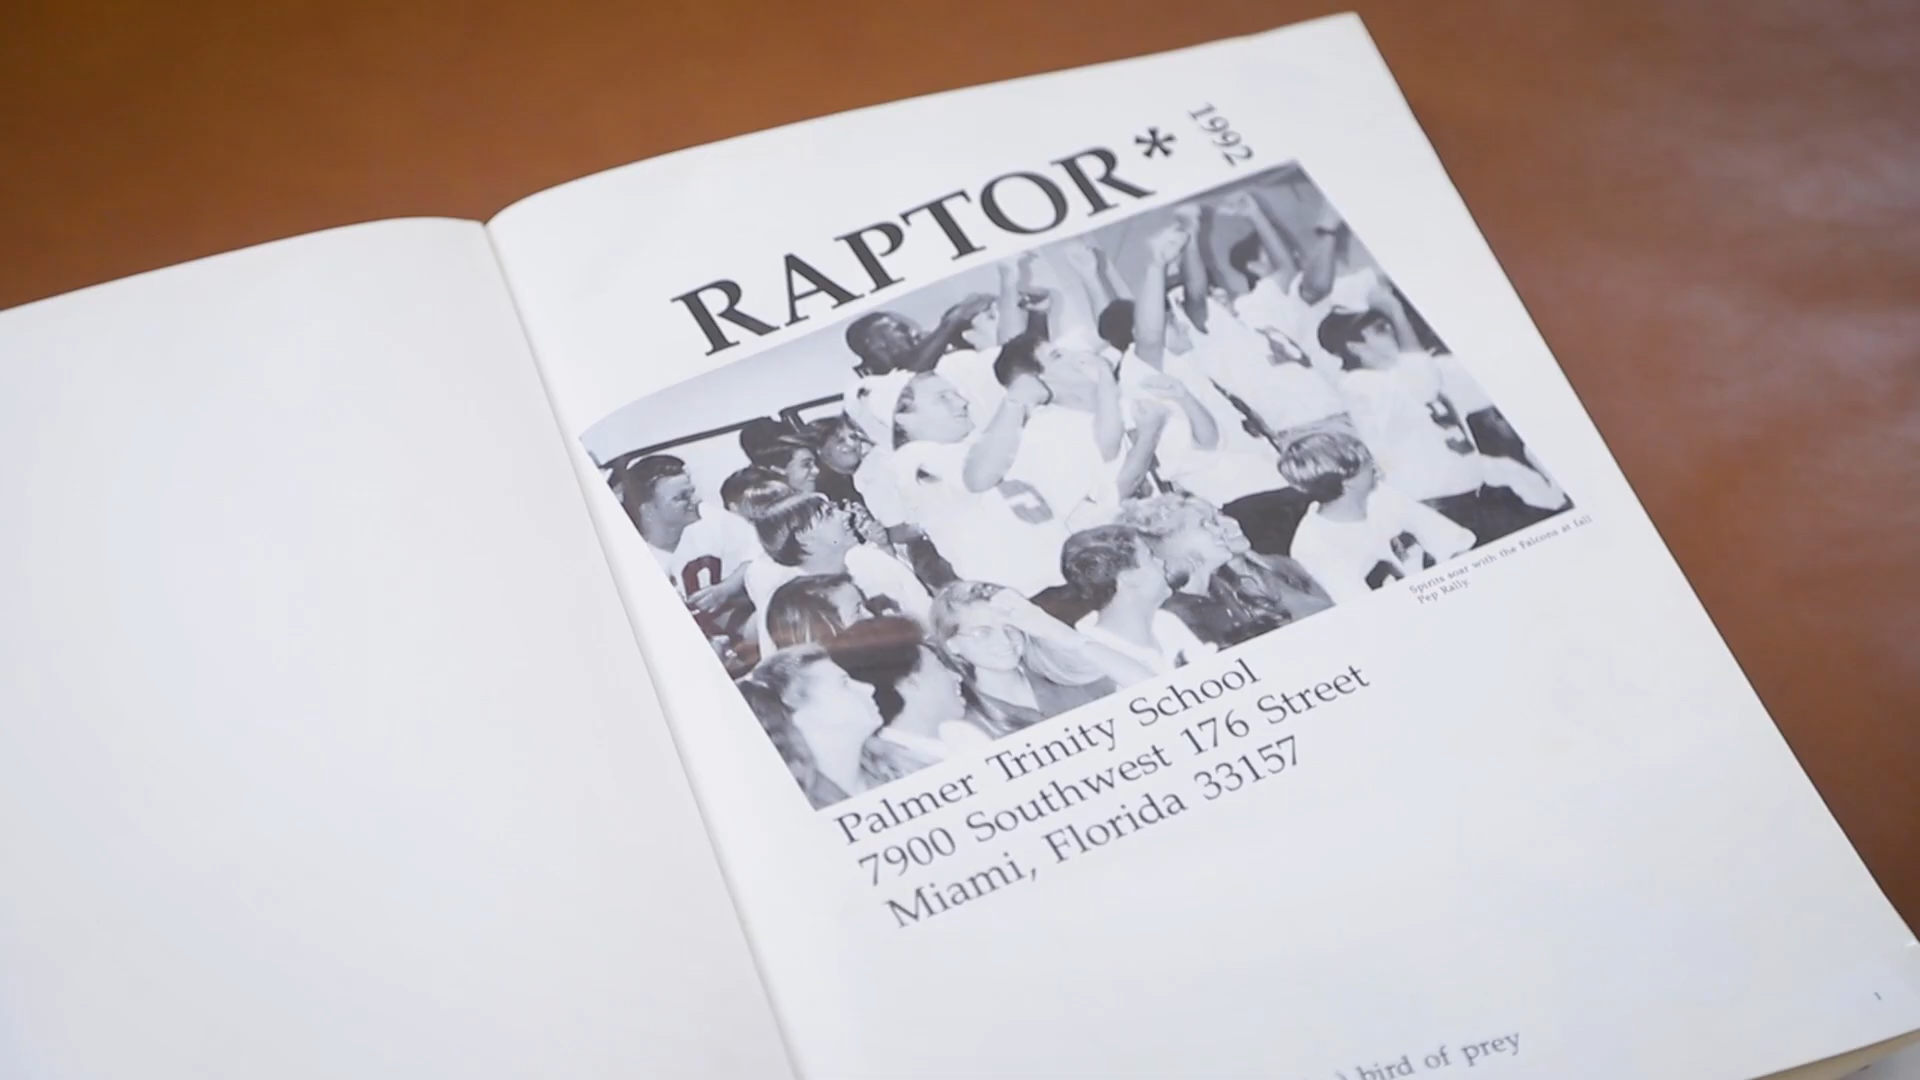 RAPTOR*
1992
Spirits soar with the Falcons at fall
Pep Rally.
Palmer Trinity School
7900 Southwest 176 Street
Miami, Florida 33157
1
bird of prey